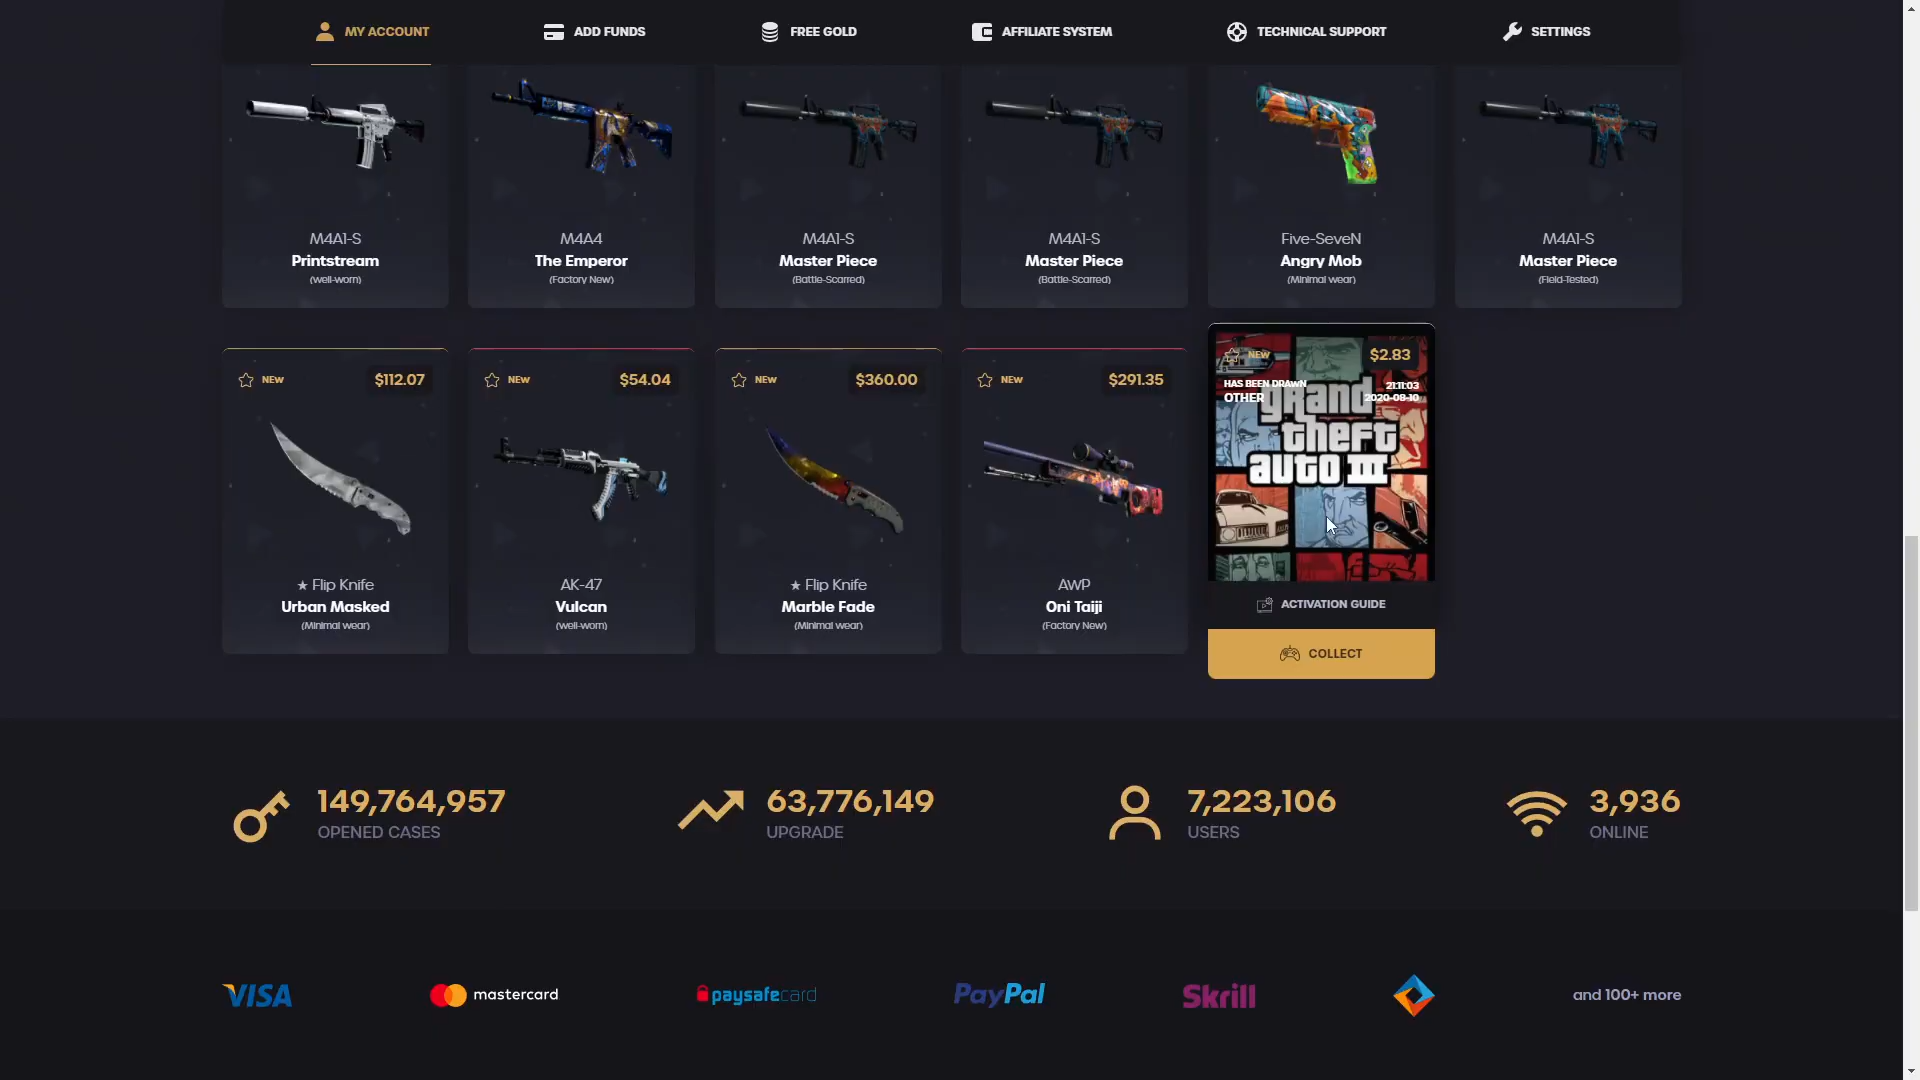 MY ACCOUNT
ADD FUNDS
FREE GOLD
AFFILIATE SYSTEM
TECHNICAL SUPPORT
SETTINGS
M4A1-S
Printstream
(Well-Worn)
M4A4
The Emperor
(Factory New)
M4A1-S
Master Piece
(Battle-Scarred)
M4A1-S
Master Piece
(Battle-Scarred)
Five-SeveN
Angry Mob
(Minimal Wear)
M4A1-S
Master Piece
(Field-Tested)
NEW
$112.07
★ Flip Knife
Urban Masked
(Minimal Wear)
NEW
$54.04
AK-47
Vulcan
(Well-Worn)
NEW
$360.00
★ Flip Knife
Marble Fade
(Minimal Wear)
NEW
$291.35
AWP
Oni Taiji
(Factory New)
NEW
$2.83
HAS BEEN DRAWN
OTHER
21:11:03
2020-08-10
grand
theft
auto III
ACTIVATION GUIDE
COLLECT
149,764,957
OPENED CASES
63,776,149
UPGRADE
7,223,106
USERS
3,936
ONLINE
VISA
mastercard
paysafecard
PayPal
Skrill
and 100+ more